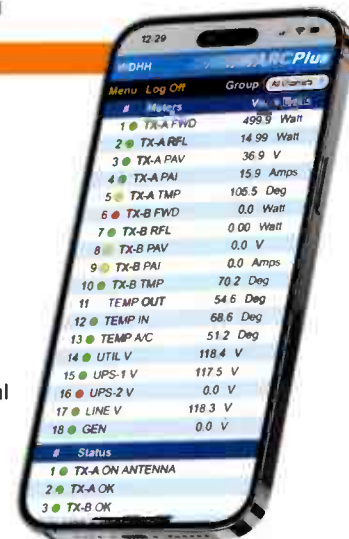 12:29
ARCPlus
Menu Log Off Group All Channels
# Meters
1 TX-A FWD 499.9 Watt
2 TX-A RFL 14.99 Watt
3 TX-A PAV 36.9 V
4 TX-A PAI 15.9 Amps
5 TX-A TMP 105.5 Deg
6 TX-B FWD 0.0 Watt
7 TX-B RFL 0.00 Watt
8 TX-B PAV 0.0 V
9 TX-B PAI 0.0 Amps
10 TX-B TMP 70.2 Deg
11 TEMP OUT 54.6 Deg
12 TEMP IN 68.6 Deg
13 TEMP A/C 51.2 Deg
14 UTIL V 118.4 V
15 UPS-1 V 117.5 V
16 UPS-2 V 0.0 V
17 LINE V 118.3 V
18 GEN 0.0 V
# Status
1 TX-A ON ANTENNA
2 TX-A OK
3 TX-B OK
al